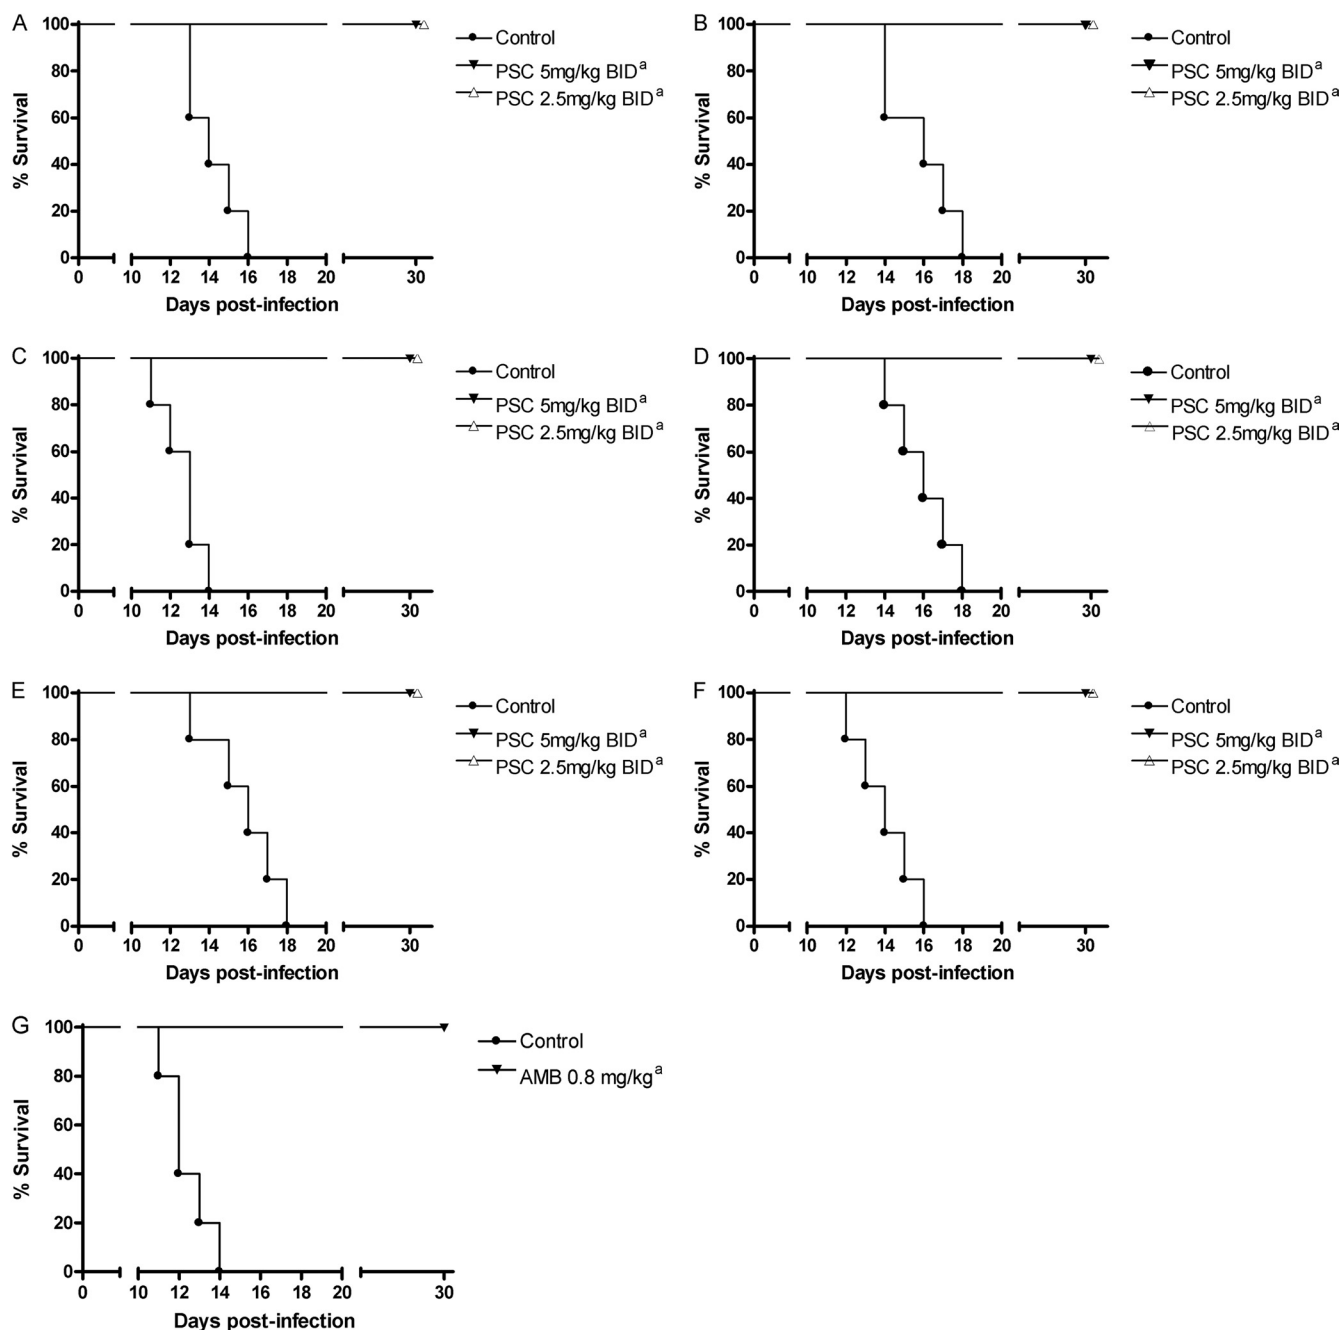 A
% Survival
100
80
60
40
20
0
0 10 12 14 16 18 20 30
Days post-infection
Control
PSC 5mg/kg BIDᵃ
PSC 2.5mg/kg BIDᵃ
B
% Survival
100
80
60
40
20
0
0 10 12 14 16 18 20 30
Days post-infection
Control
PSC 5mg/kg BIDᵃ
PSC 2.5mg/kg BIDᵃ
C
% Survival
100
80
60
40
20
0
0 10 12 14 16 18 20 30
Days post-infection
Control
PSC 5mg/kg BIDᵃ
PSC 2.5mg/kg BIDᵃ
D
% Survival
100
80
60
40
20
0
0 10 12 14 16 18 20 30
Days post-infection
Control
PSC 5mg/kg BIDᵃ
PSC 2.5mg/kg BIDᵃ
E
% Survival
100
80
60
40
20
0
0 10 12 14 16 18 20 30
Days post-infection
Control
PSC 5mg/kg BIDᵃ
PSC 2.5mg/kg BIDᵃ
F
% Survival
100
80
60
40
20
0
0 10 12 14 16 18 20 30
Days post-infection
Control
PSC 5mg/kg BIDᵃ
PSC 2.5mg/kg BIDᵃ
G
% Survival
100
80
60
40
20
0
0 10 12 14 16 18 20 30
Days post-infection
Control
AMB 0.8 mg/kgᵃ